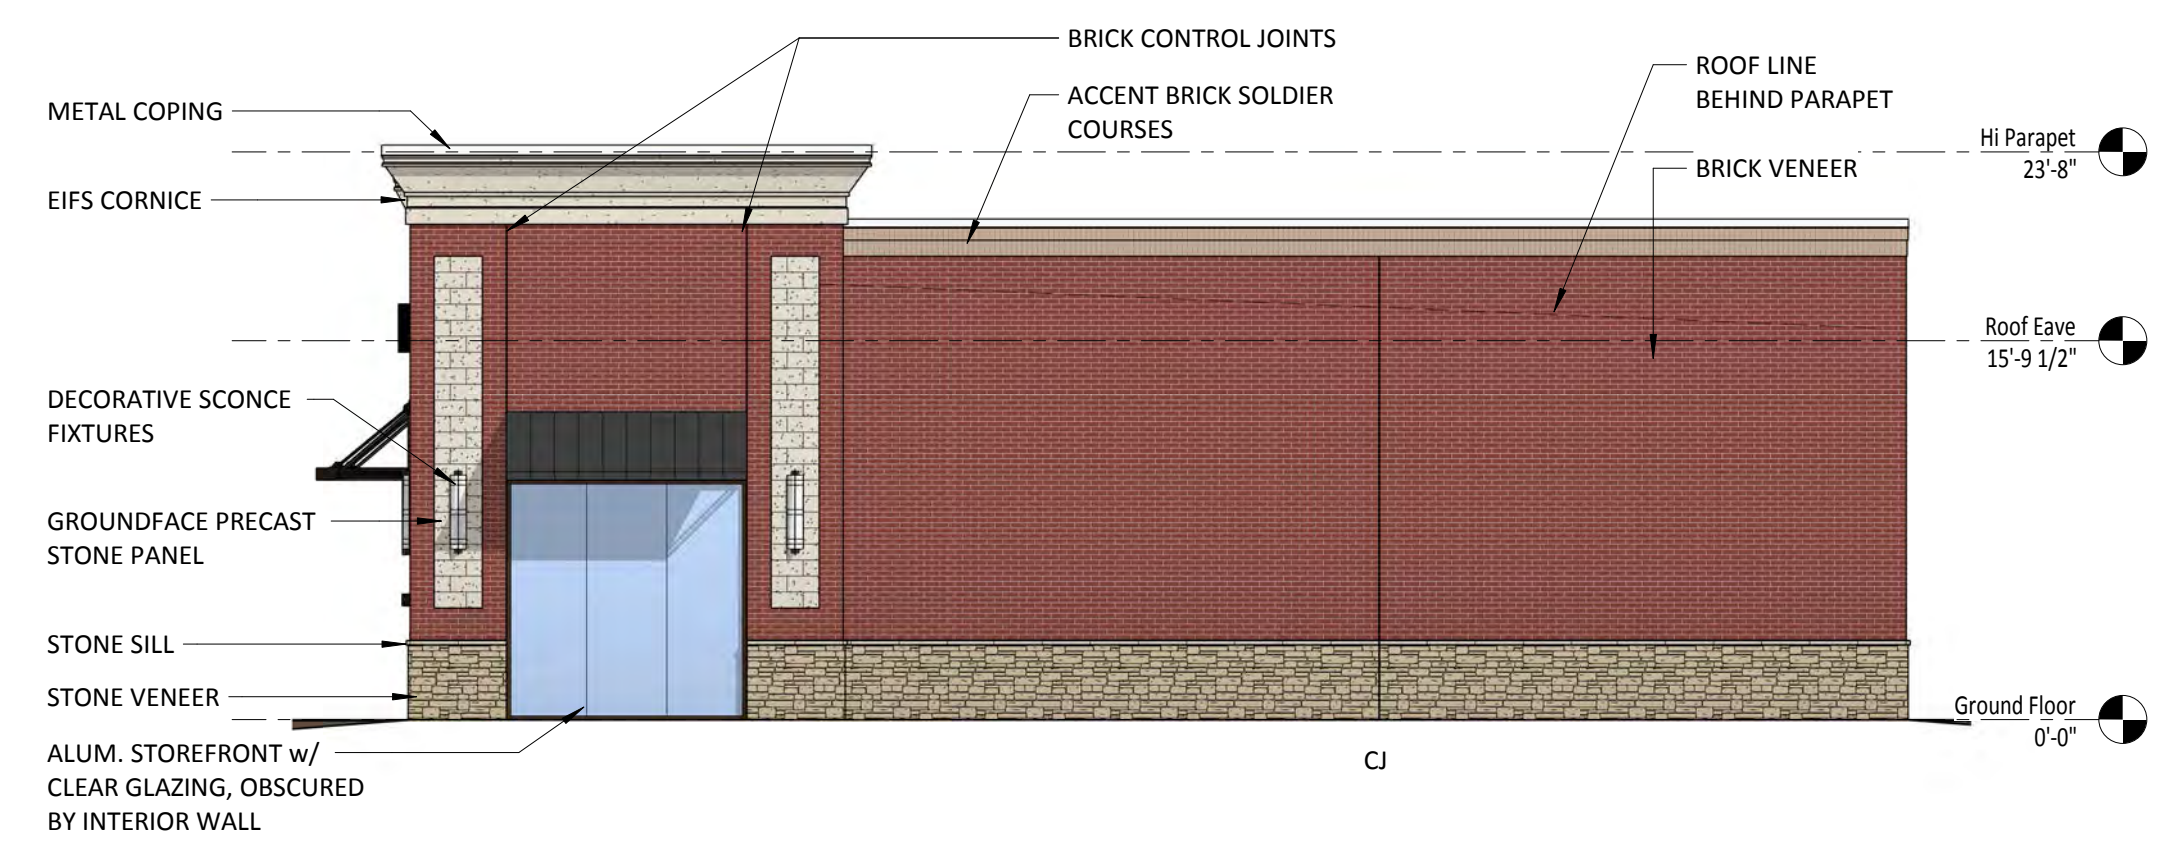 BRICK CONTROL JOINTS
ROOF LINE
BEHIND PARAPET
METAL COPING
ACCENT BRICK SOLDIER
COURSES
Hi Parapet
23'-8"
BRICK VENEER
EIFS CORNICE
Roof Eave
15'-9 1/2"
DECORATIVE SCONCE
FIXTURES
GROUNDFACE PRECAST
STONE PANEL
STONE SILL
STONE VENEER
Ground Floor
0'-0"
ALUM. STOREFRONT w/
CLEAR GLAZING, OBSCURED
BY INTERIOR WALL
CJ